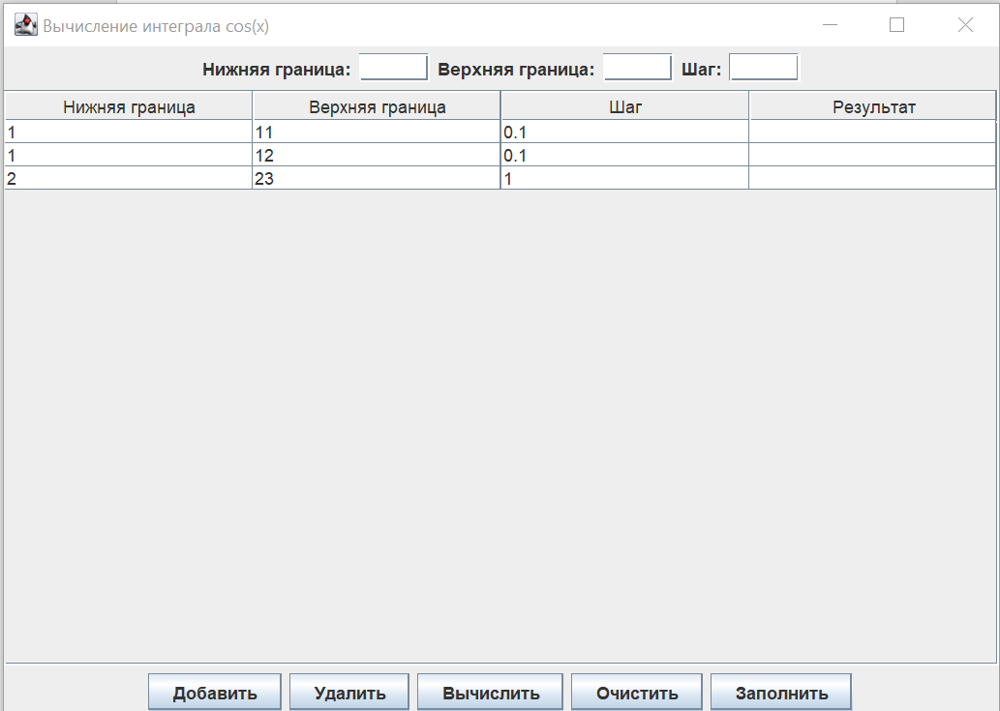 Вычисление интеграла cos(x)
Нижняя граница: Верхняя граница: Шаг:
Нижняя граница Верхняя граница Шаг Результат
1 11 0.1
1 12 0.1
2 23 1
Добавить Удалить Вычислить Очистить Заполнить